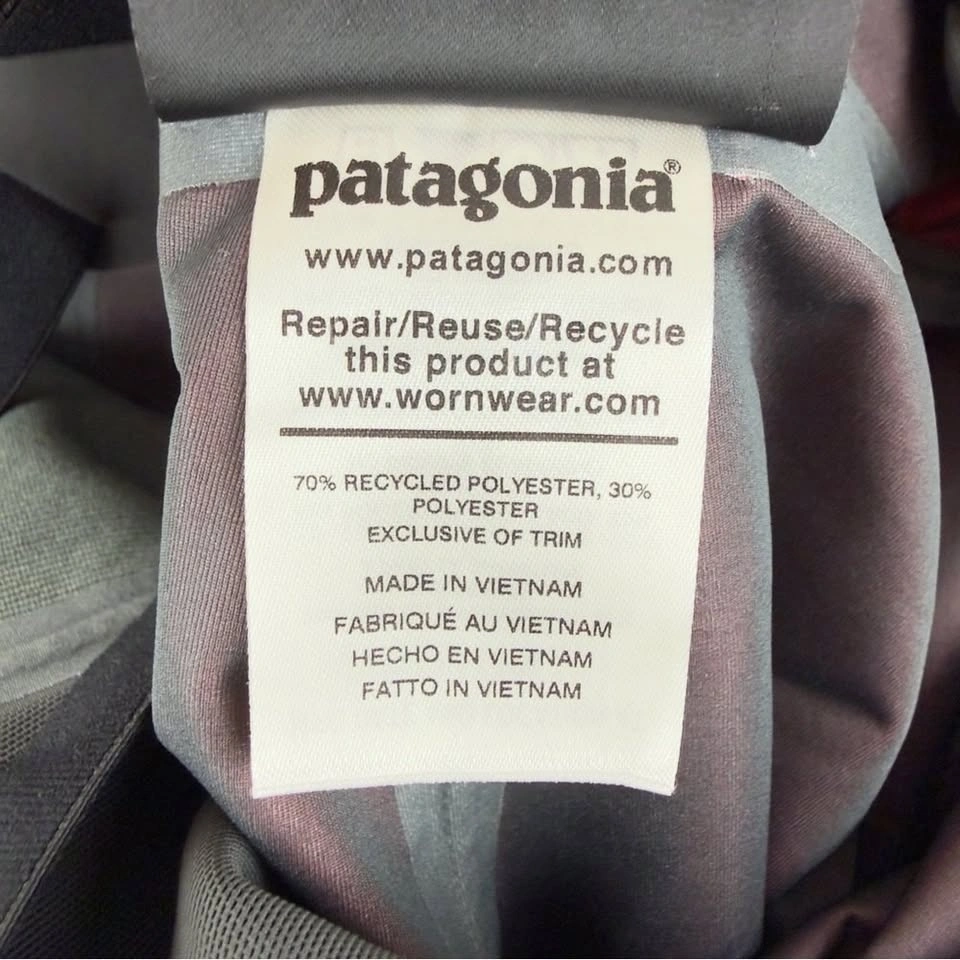 patagonia®
www.patagonia.com
Repair/Reuse/Recycle
this product at
www.wornwear.com
70% RECYCLED POLYESTER, 30%
POLYESTER
EXCLUSIVE OF TRIM
MADE IN VIETNAM
FABRIQUÉ AU VIETNAM
HECHO EN VIETNAM
FATTO IN VIETNAM